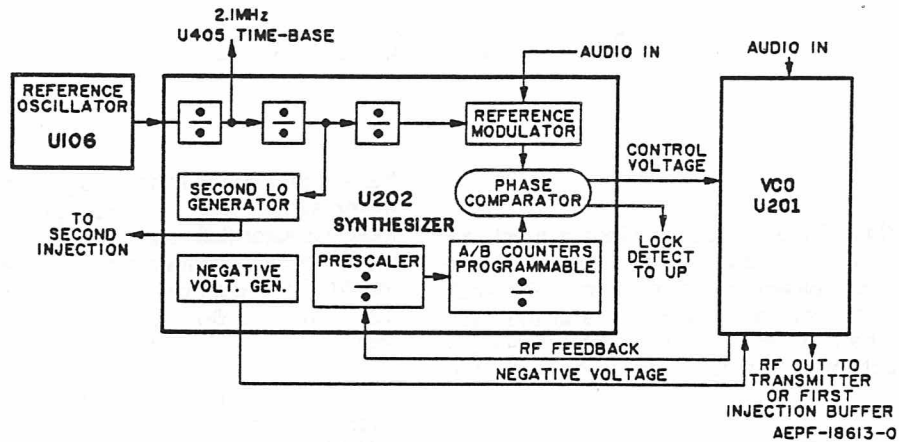 2.1MHz
U405 TIME-BASE
AUDIO IN
AUDIO IN
REFERENCE
OSCILLATOR
U106
REFERENCE
MODULATOR
CONTROL
VOLTAGE
PHASE
COMPARATOR
VCO
U201
SECOND LO
GENERATOR
U202
SYNTHESIZER
TO
SECOND
INJECTION
LOCK
DETECT
TO UP
NEGATIVE
VOLT. GEN.
PRESCALER
÷
A/B COUNTERS
PROGRAMMABLE
÷
÷
÷
÷
RF FEEDBACK
NEGATIVE VOLTAGE
RF OUT TO
TRANSMITTER
OR FIRST
INJECTION BUFFER
AEPF-18613-O